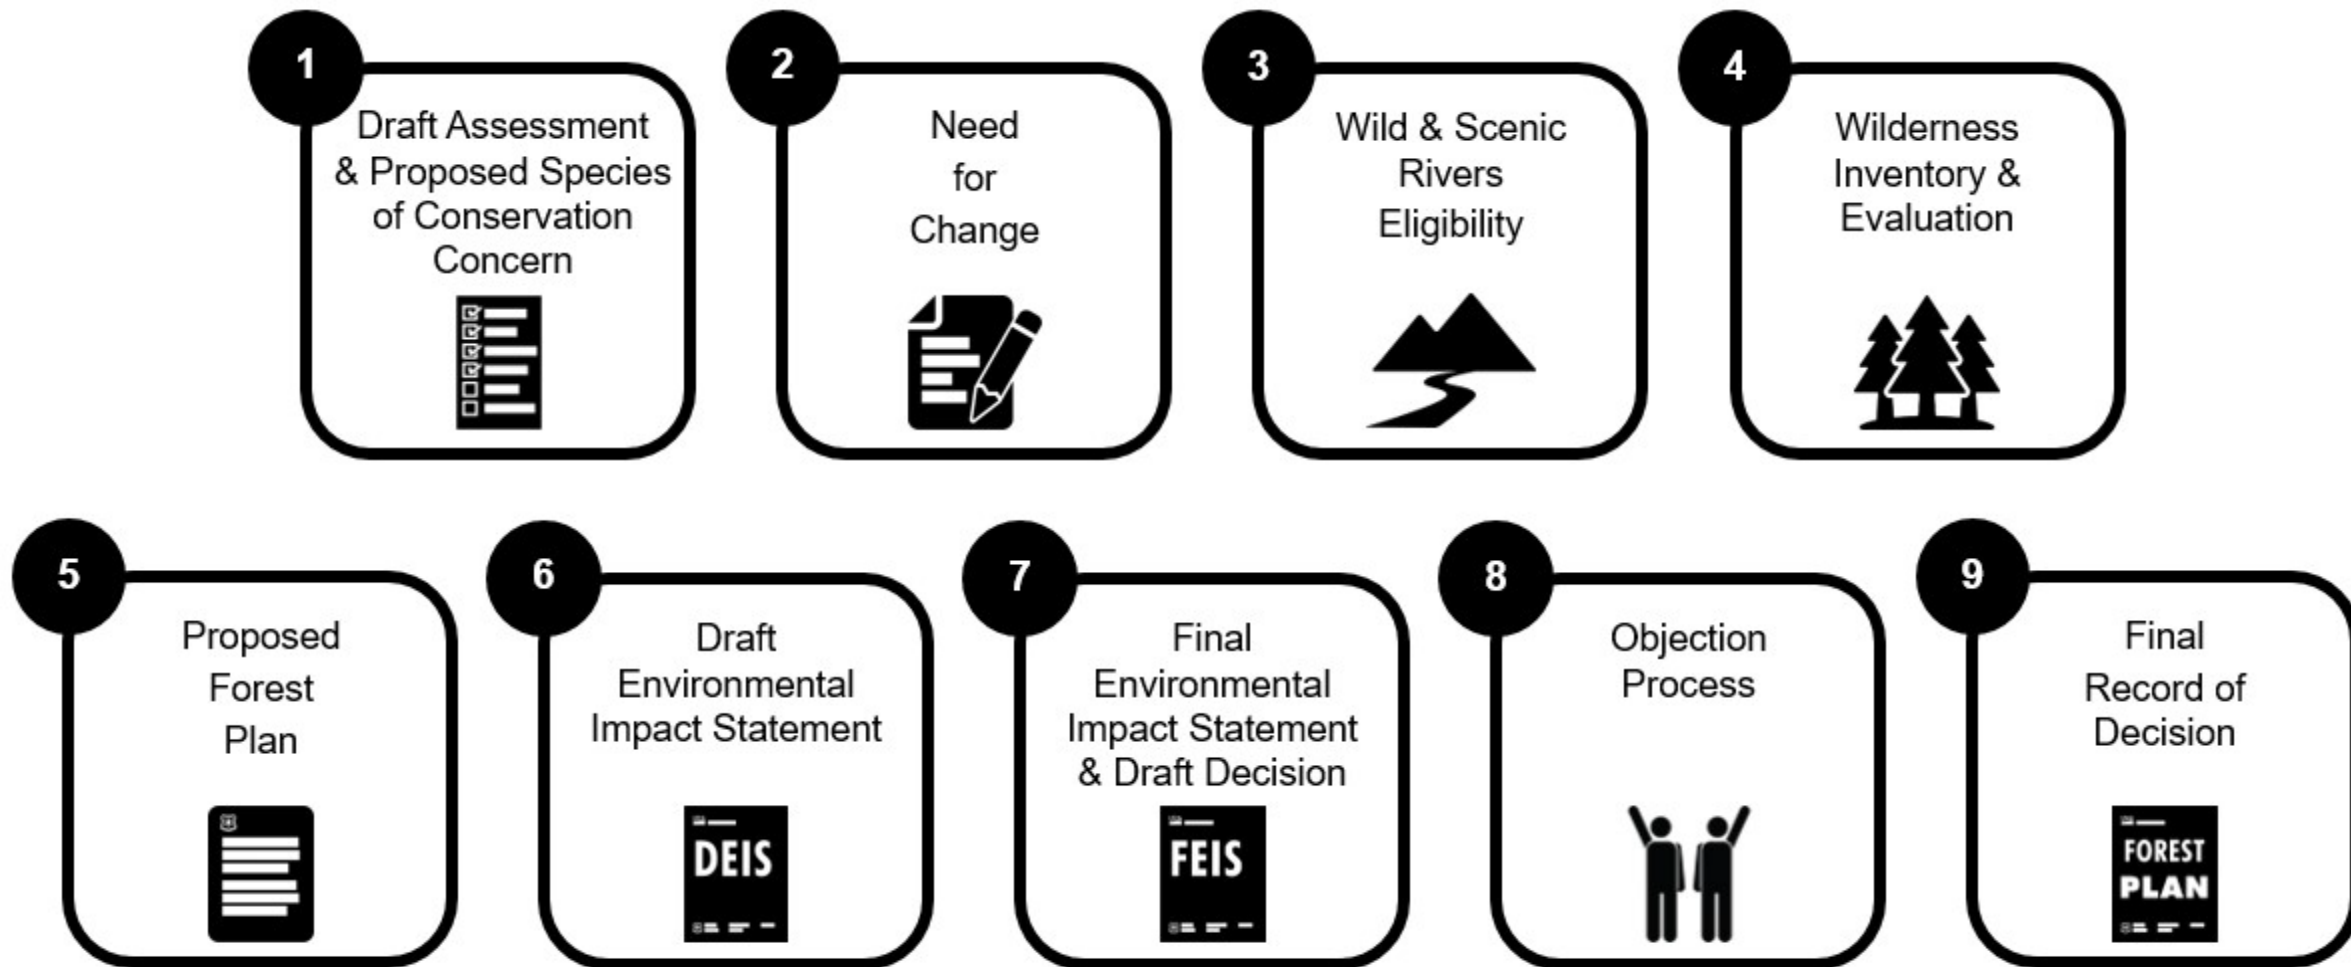 1
Draft Assessment
& Proposed Species
of Conservation
Concern
2
Need
for
Change
3
Wild & Scenic
Rivers
Eligibility
4
Wilderness
Inventory &
Evaluation
5
Proposed
Forest
Plan
6
Draft
Environmental
Impact Statement
DEIS
7
Final
Environmental
Impact Statement
& Draft Decision
FEIS
8
Objection
Process
9
Final
Record of
Decision
FOREST
PLAN